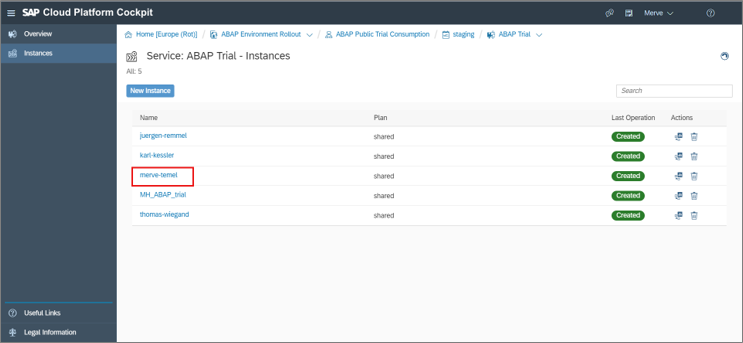 SAP Cloud Platform Cockpit
Merve
Overview
Instances
Home [Europe (Rot)] / ABAP Environment Rollout / ABAP Public Trial Consumption / staging / ABAP Trial
Service: ABAP Trial - Instances
All: 5
New Instance
Search
Name Plan Last Operation Actions
juergen-remmel shared Created
karl-kessler shared Created
merve-temel shared Created
MH_ABAP_trial shared Created
thomas-wiegand shared Created
Useful Links
Legal Information